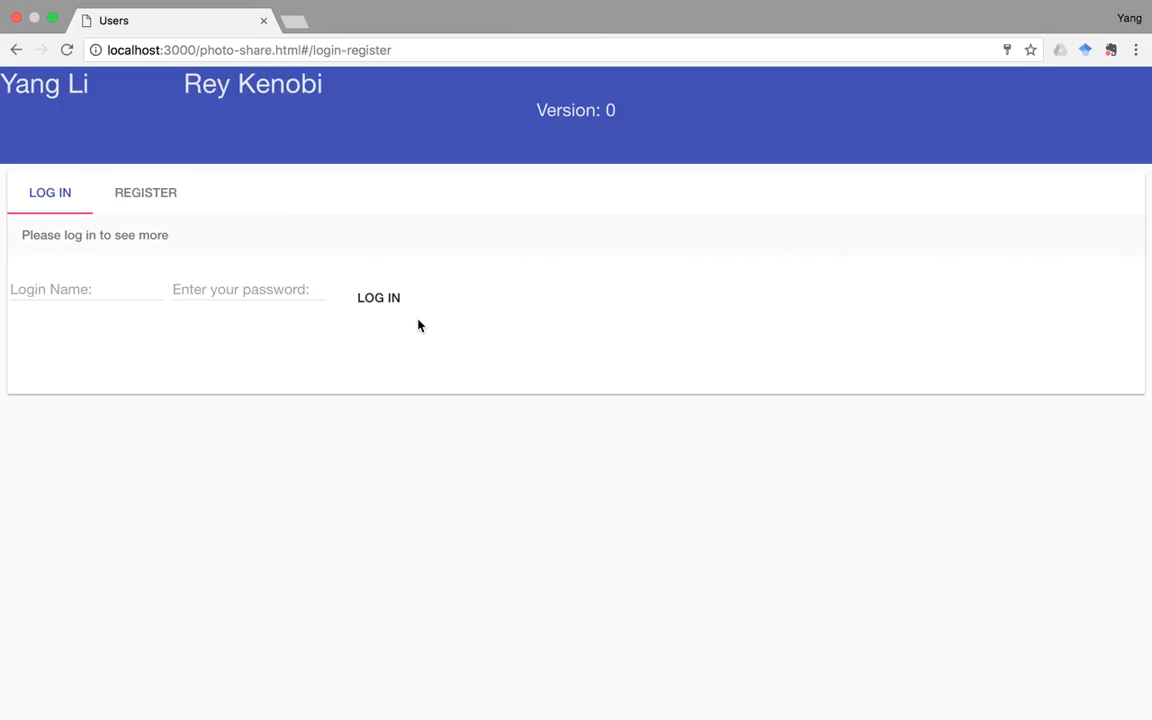 Users
Yang
localhost:3000/photo-share.html#/login-register
Yang Li
Rey Kenobi
Version: 0
LOG IN
REGISTER
Please log in to see more
Login Name:
Enter your password:
LOG IN